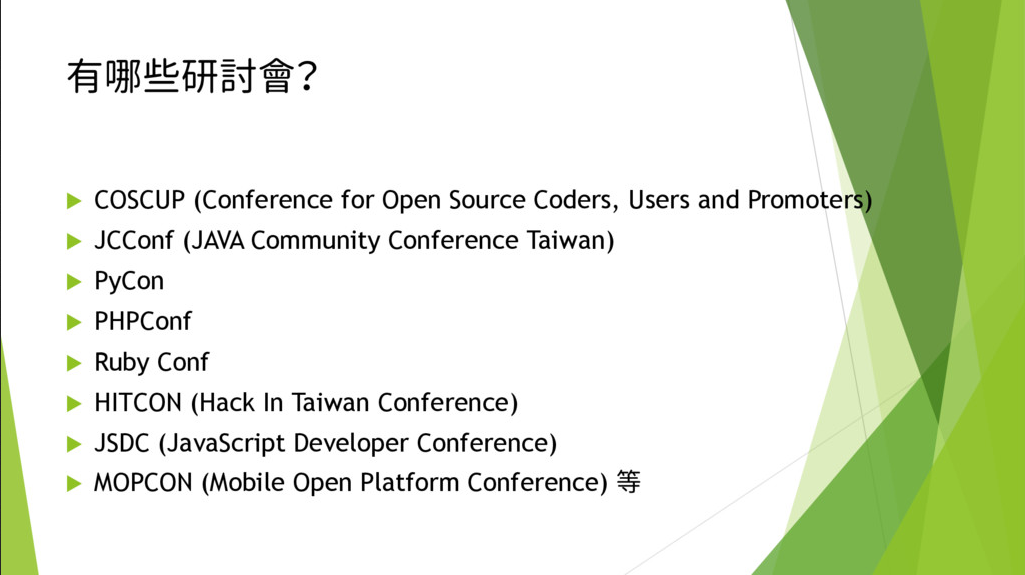 有哪些研討會?
COSCUP (Conference for Open Source Coders, Users and Promoters)
JCConf (JAVA Community Conference Taiwan)
PyCon
PHPConf
Ruby Conf
HITCON (Hack In Taiwan Conference)
JSDC (JavaScript Developer Conference)
MOPCON (Mobile Open Platform Conference) 等